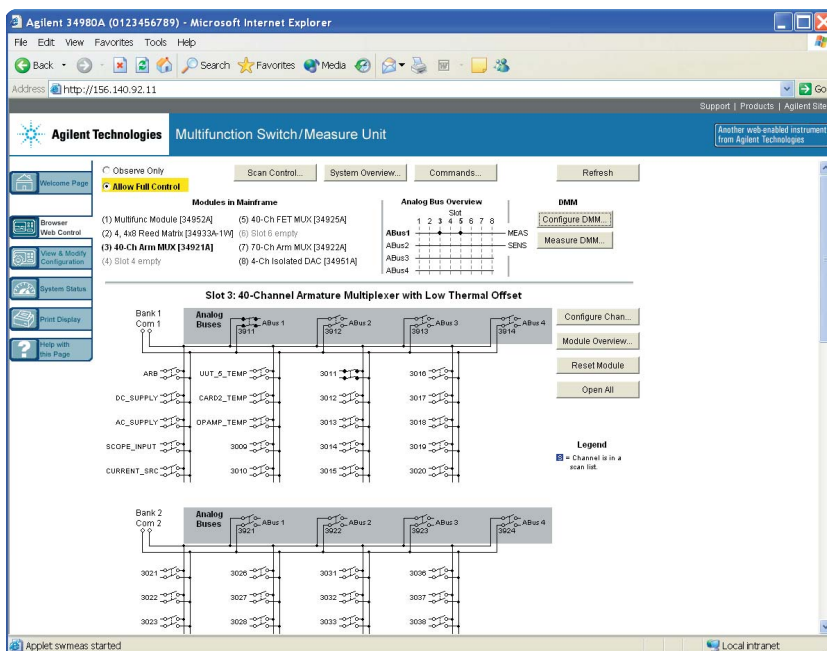 Agilent 34980A (0123456789) - Microsoft Internet Explorer
File Edit View Favorites Tools Help
Back Search Favorites Media
Address http://156.140.92.11 Go
Support | Products | Agilent Site
Agilent Technologies Multifunction Switch/Measure Unit
Another web-enabled instrument
from Agilent Technologies
Welcome Page
Browser
Web Control
View & Modify
Configuration
System Status
Print Display
Help with
this Page
Observe Only
Allow Full Control
Scan Control... System Overview... Commands... Refresh
Modules in Mainframe
(1) Multifunc Module [34952A] (5) 40-Ch FET MUX [34925A]
(2) 4, 4x8 Reed Matrix [34933A-1W] (6) Slot 6 empty
(3) 40-Ch Arm MUX [34921A] (7) 70-Ch Arm MUX [34922A]
(4) Slot 4 empty (8) 4-Ch Isolated DAC [34951A]
Analog Bus Overview
Slot
1 2 3 4 5 6 7 8
ABus1 MEAS
ABus2 SENS
ABus3
ABus4
DMM
Configure DMM...
Measure DMM...
Slot 3: 40-Channel Armature Multiplexer with Low Thermal Offset
Bank 1
Com 1
Analog
Buses
ABus 1 ABus 2 ABus 3 ABus 4
3911 3912 3913 3914
ARB UUT_5_TEMP 3011 3016
DC_SUPPLY CARD2_TEMP 3012 3017
AC_SUPPLY OPAMP_TEMP 3013 3018
SCOPE_INPUT 3009 3014 3019
CURRENT_SRC 3010 3015 3020
Configure Chan...
Module Overview...
Reset Module
Open All
Legend
S = Channel is in a
scan list.
Bank 2
Com 2
Analog
Buses
ABus 1 ABus 2 ABus 3 ABus 4
3921 3922 3923 3924
3021 3026 3031 3036
3022 3027 3032 3037
3023 3028 3033 3038
Applet swmeas started Local intranet